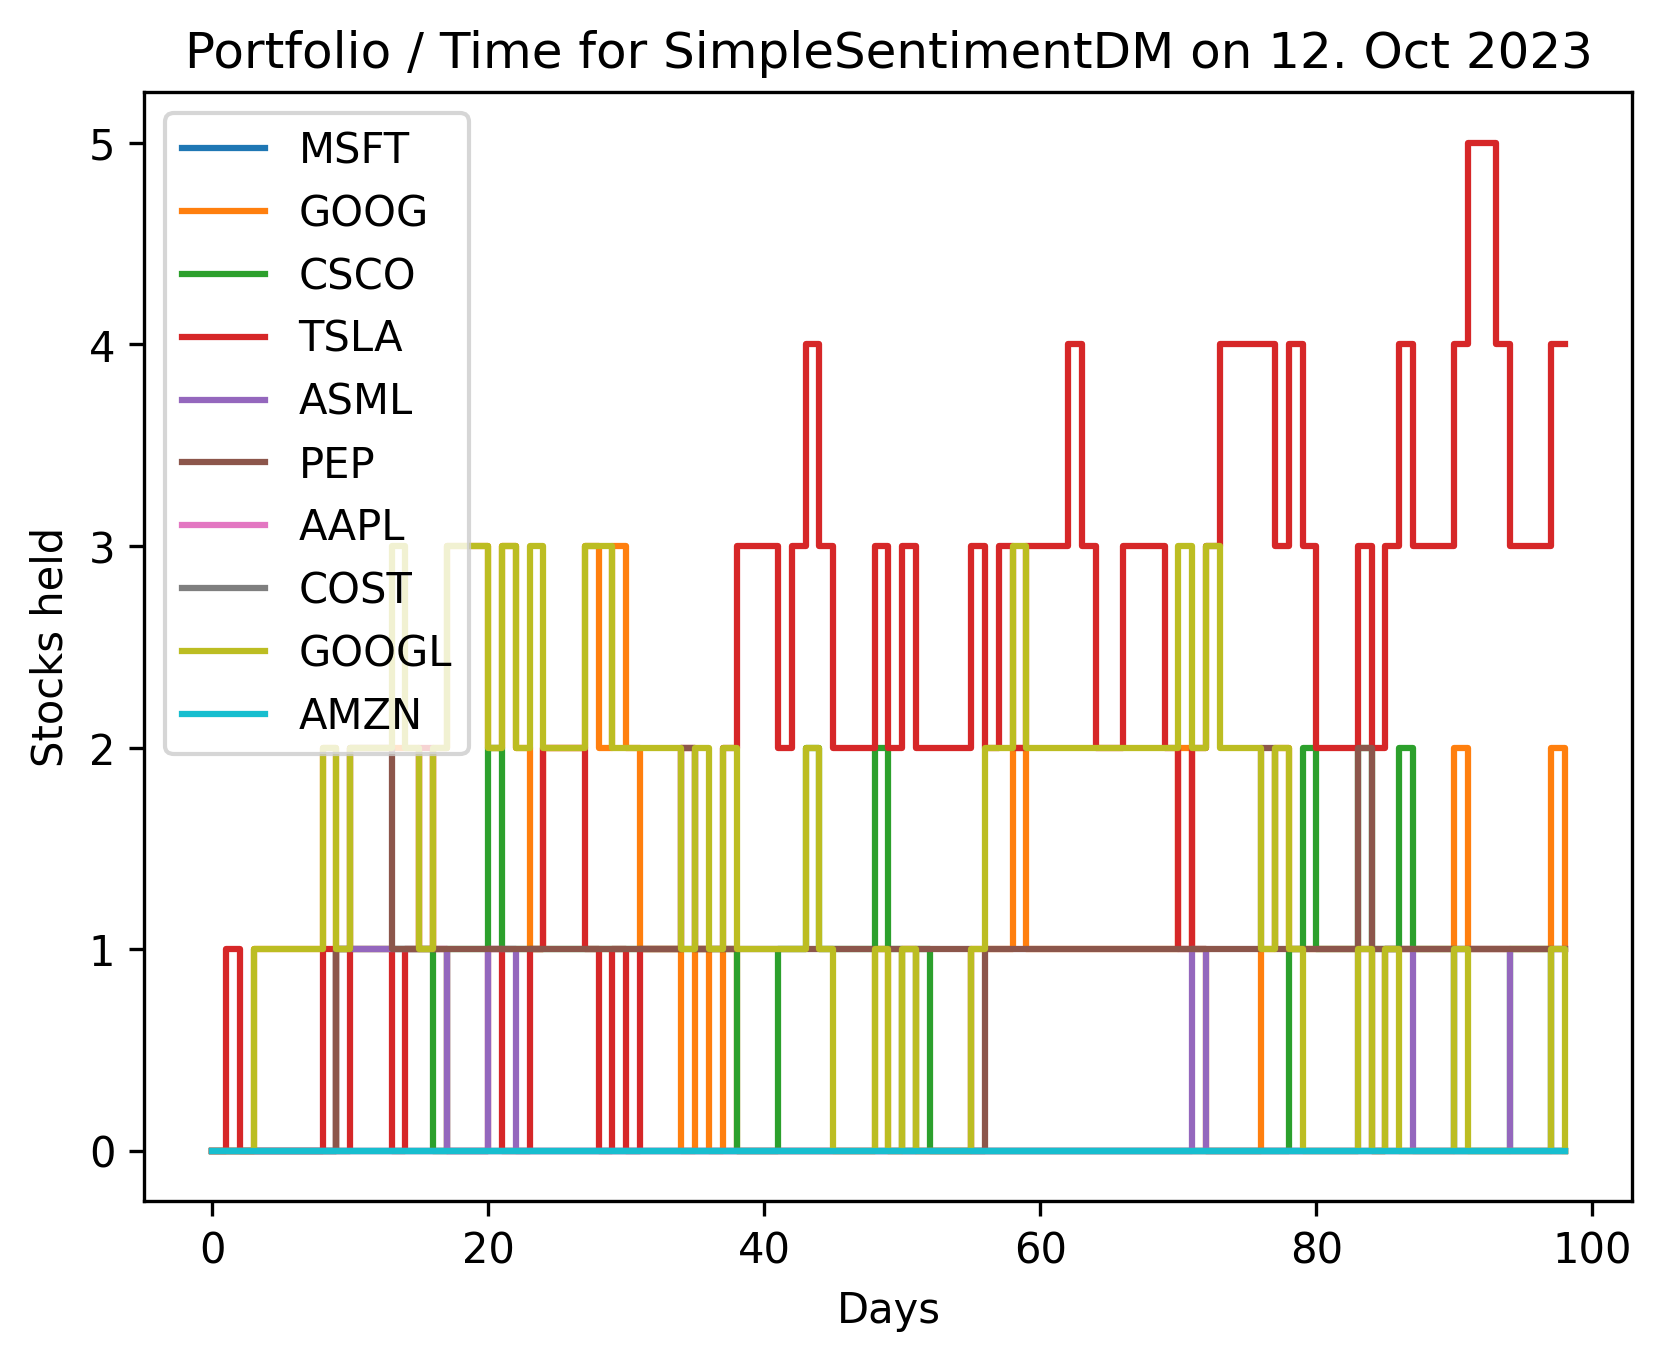 Portfolio / Time for SimpleSentimentDM on 12. Oct 2023
MSFT
GOOG
CSCO
TSLA
ASML
PEP
AAPL
COST
GOOGL
AMZN
5
4
3
2
1
0
Stocks held
0 20 40 60 80 100
Days